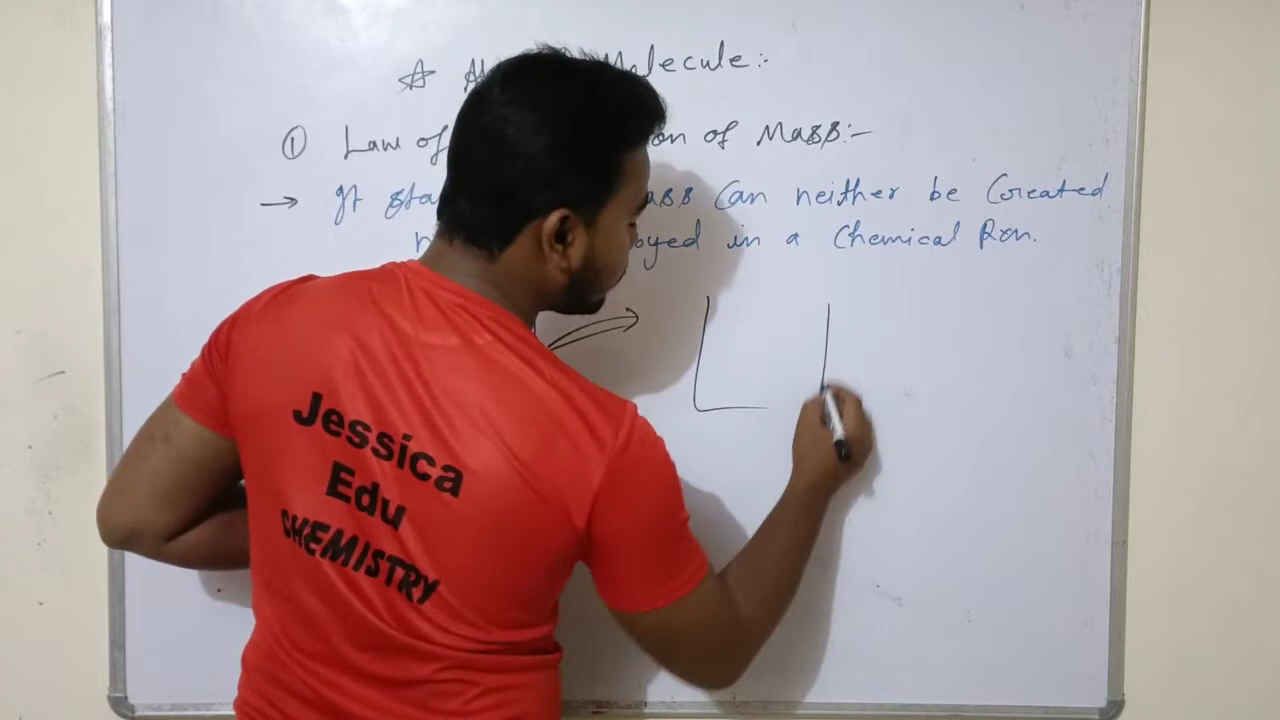 Molecule:-
① Law of on of Mass:-
→ It sta ass Can neither be Created
oyed in a Chemical Rxn.
Jessica
Edu
CHEMISTRY